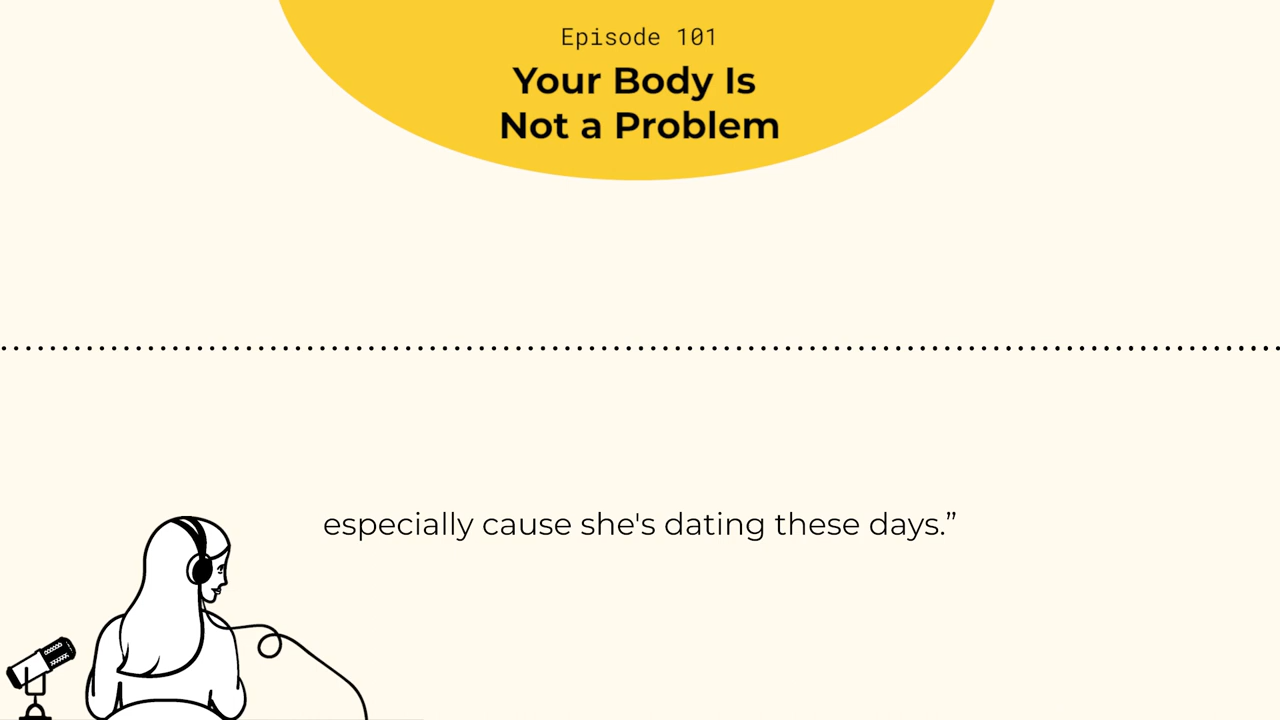 Episode 101
Your Body Is
Not a Problem
especially cause she's dating these days.”